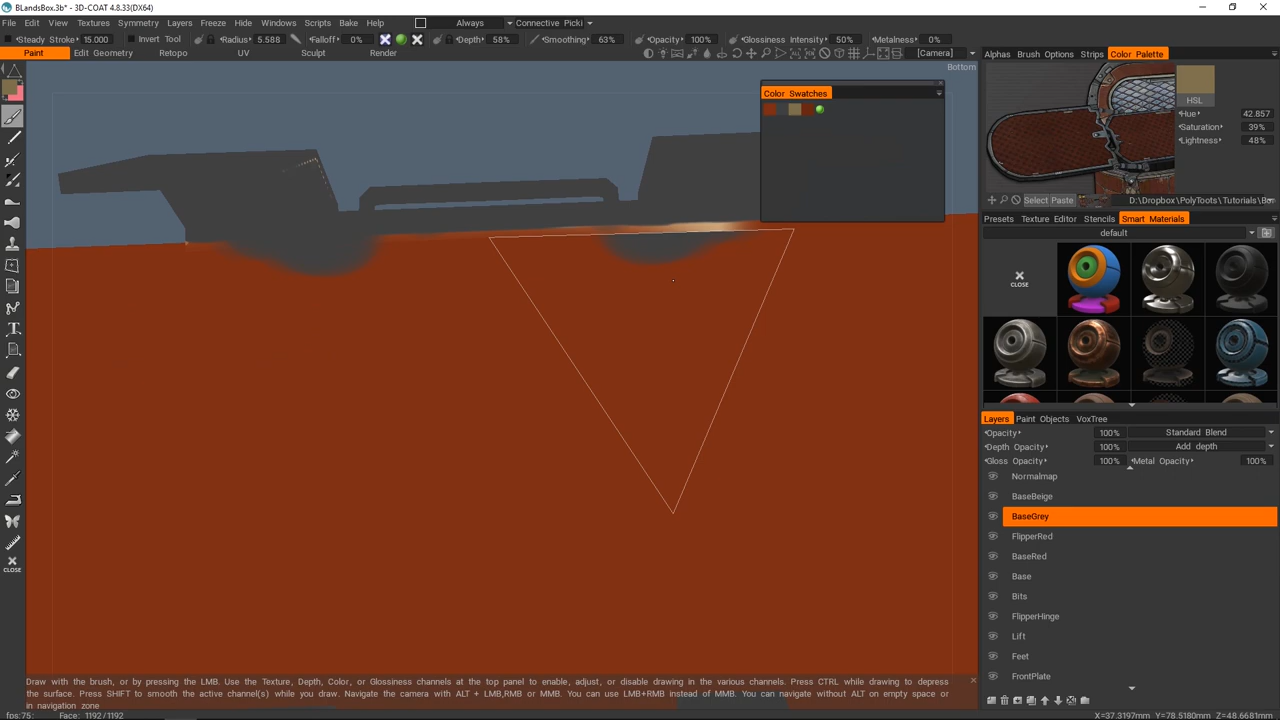 BLandsBox.3b* - 3D-COAT 4.8.33(DX64)
File Edit View Textures Symmetry Layers Freeze Hide Windows Scripts Bake Help Always Connective Picki
Steady Stroke 15.000 Invert Tool Radius 5.588 Falloff 0% Depth 58% Smoothing 63% Opacity 100% Glossiness Intensity 50% Metalness 0%
Paint Edit Geometry Retopo UV Sculpt Render [Camera] Alphas Brush Options Strips Color Palette
Bottom
Color Swatches
HSL
Hue 42.857
Saturation 39%
Lightness 48%
Select Paste D:\Dropbox\PolyToots\Tutorials\Bo
Presets Texture Editor Stencils Smart Materials
default
CLOSE
Layers Paint Objects VoxTree
Opacity 100% Standard Blend
Depth Opacity 100% Add depth
Gloss Opacity 100% Metal Opacity 100%
Normalmap
BaseBeige
BaseGrey
FlipperRed
BaseRed
Base
Bits
FlipperHinge
Lift
Feet
FrontPlate
CLOSE
Draw with the brush, or by pressing the LMB. Use the Texture, Depth, Color, or Glossiness channels at the top panel to enable, adjust, or disable drawing in the various channels. Press CTRL while drawing to depress
the surface. Press SHIFT to smooth the active channel(s) while you draw. Navigate the camera with ALT + LMB,RMB or MMB. You can use LMB+RMB instead of MMB. You can navigate without ALT on empty space or
in navigation zone
fps:75; Face: 1192/1192 X=37.3197mm Y=78.5180mm Z=48.6681mm